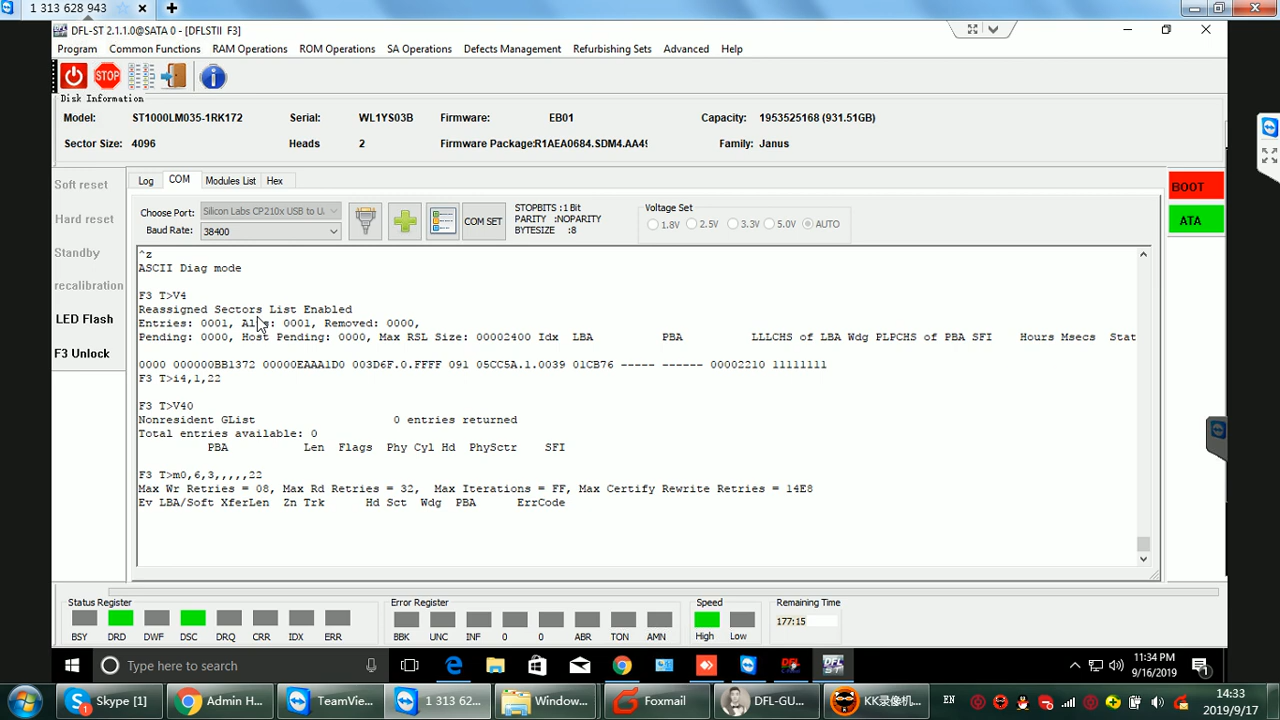 1 313 628 943
DFL-ST 2.1.1.0@SATA 0 - [DFLSTII F3]
Program Common Functions RAM Operations ROM Operations SA Operations Defects Management Refurbishing Sets Advanced Help
STOP
Disk Information
Model: ST1000LM035-1RK172 Serial: WL1YS03B Firmware: EB01 Capacity: 1953525168 (931.51GB)
Sector Size: 4096 Heads 2 Firmware Package:R1AEA0684.SDM4.AA4 Family: Janus
Soft reset
Hard reset
Standby
recalibration
LED Flash
F3 Unlock
Log COM Modules List Hex
Choose Port: Silicon Labs CP210x USB to U
Baud Rate: 38400
COM SET
STOPBITS :1 Bit
PARITY :NOPARITY
BYTESIZE :8
Voltage Set
1.8V 2.5V 3.3V 5.0V AUTO
BOOT
ATA
^z
ASCII Diag mode
F3 T>V4
Reassigned Sectors List Enabled
Entries: 0001, Alts: 0001, Removed: 0000,
Pending: 0000, Host Pending: 0000, Max RSL Size: 00002400 Idx LBA PBA LLLCHS of LBA Wdg PLPCHS of PBA SFI Hours Msecs Stat
0000 000000BB1372 00000EAAA1D0 003D6F.0.FFFF 091 05CC5A.1.0039 01CB76 ----- ------ 00002210 11111111
F3 T>i4,1,22
F3 T>V40
Nonresident GList 0 entries returned
Total entries available: 0
PBA Len Flags Phy Cyl Hd PhySctr SFI
F3 T>m0,6,3,,,,,22
Max Wr Retries = 08, Max Rd Retries = 32, Max Iterations = FF, Max Certify Rewrite Retries = 14E8
Ev LBA/Soft XferLen Zn Trk Hd Sct Wdg PBA ErrCode
Status Register
BSY DRD DWF DSC DRQ CRR IDX ERR
Error Register
BBK UNC INF 0 0 ABR TON AMN
Speed
High Low
Remaining Time
177:15
Type here to search
11:34 PM
9/16/2019
Skype [1] Admin H... TeamVie... 1 313 62... Window... Foxmail DFL-GU... KK录像机... EN
14:33
2019/9/17